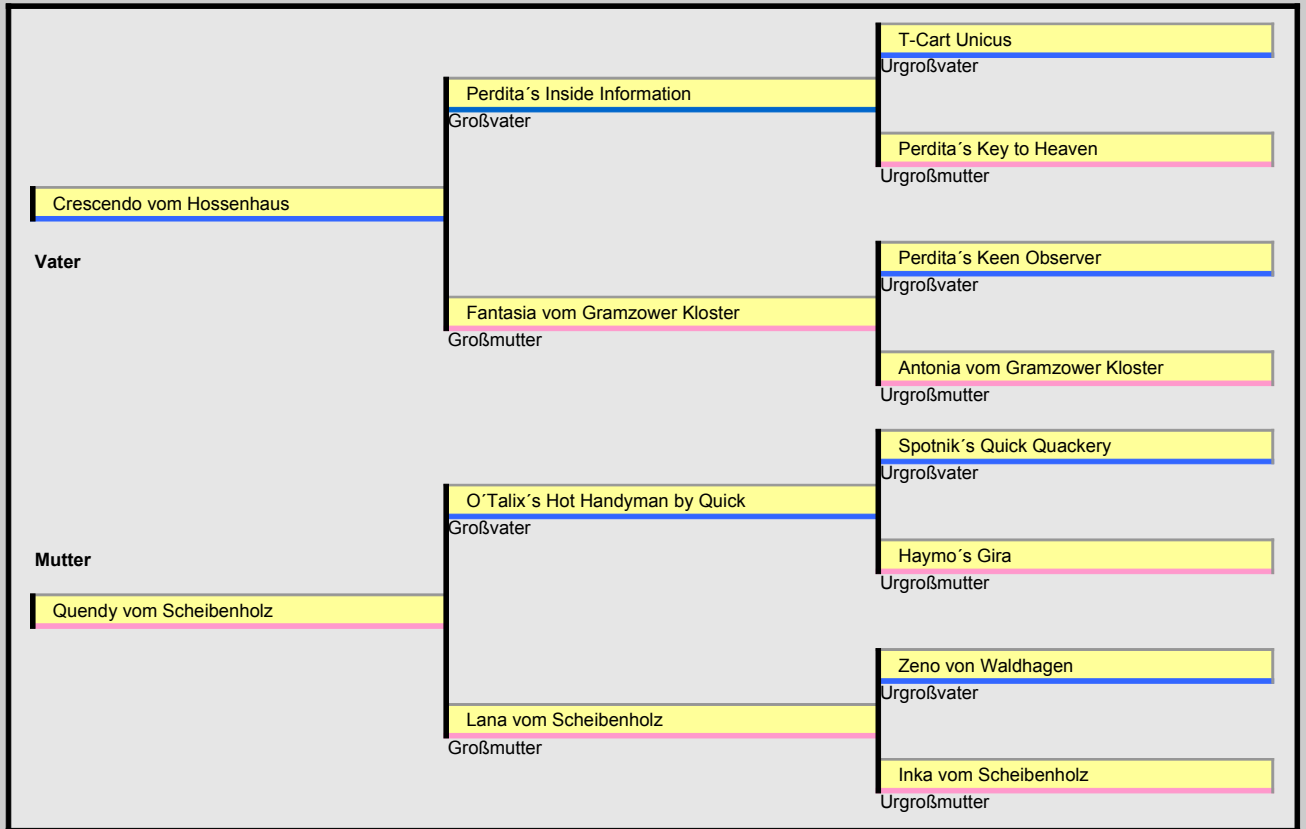 T-Cart Unicus
Urgroßvater
Perdita´s Inside Information
Großvater
Perdita´s Key to Heaven
Urgroßmutter
Crescendo vom Hossenhaus
Vater
Perdita´s Keen Observer
Urgroßvater
Fantasia vom Gramzower Kloster
Großmutter
Antonia vom Gramzower Kloster
Urgroßmutter
Spotnik´s Quick Quackery
Urgroßvater
O´Talix´s Hot Handyman by Quick
Großvater
Mutter
Haymo´s Gira
Urgroßmutter
Quendy vom Scheibenholz
Zeno von Waldhagen
Urgroßvater
Lana vom Scheibenholz
Großmutter
Inka vom Scheibenholz
Urgroßmutter